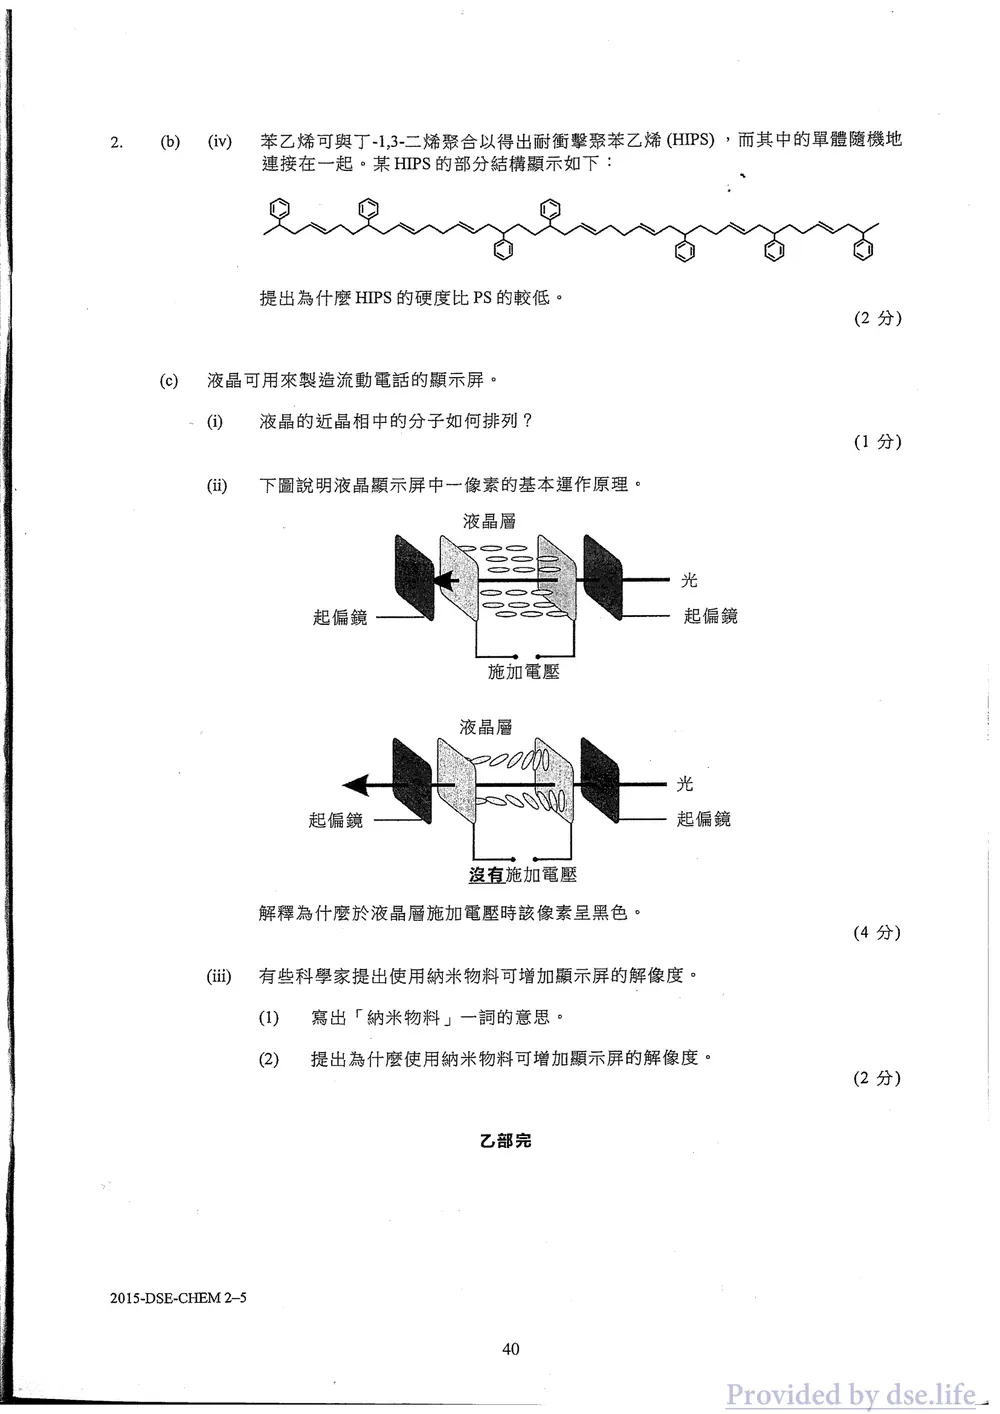 2. (b) (iv) 苯乙烯可與丁-1,3-二烯聚合以得出耐衝擊聚苯乙烯 (HIPS) ，而其中的單體隨機地
連接在一起。某 HIPS 的部分結構顯示如下：
提出為什麼 HIPS 的硬度比 PS 的較低。
(2 分)
(c) 液晶可用來製造流動電話的顯示屏。
(i) 液晶的近晶相中的分子如何排列？
(1 分)
(ii) 下圖說明液晶顯示屏中一像素的基本運作原理。
液晶層
光
起偏鏡 起偏鏡
施加電壓
液晶層
光
起偏鏡 起偏鏡
沒有施加電壓
解釋為什麼於液晶層施加電壓時該像素呈黑色。
(4 分)
(iii) 有些科學家提出使用納米物料可增加顯示屏的解像度。
(1) 寫出「納米物料」一詞的意思。
(2) 提出為什麼使用納米物料可增加顯示屏的解像度。
(2 分)
乙部完
2015-DSE-CHEM 2–5
40
Provided by dse.life